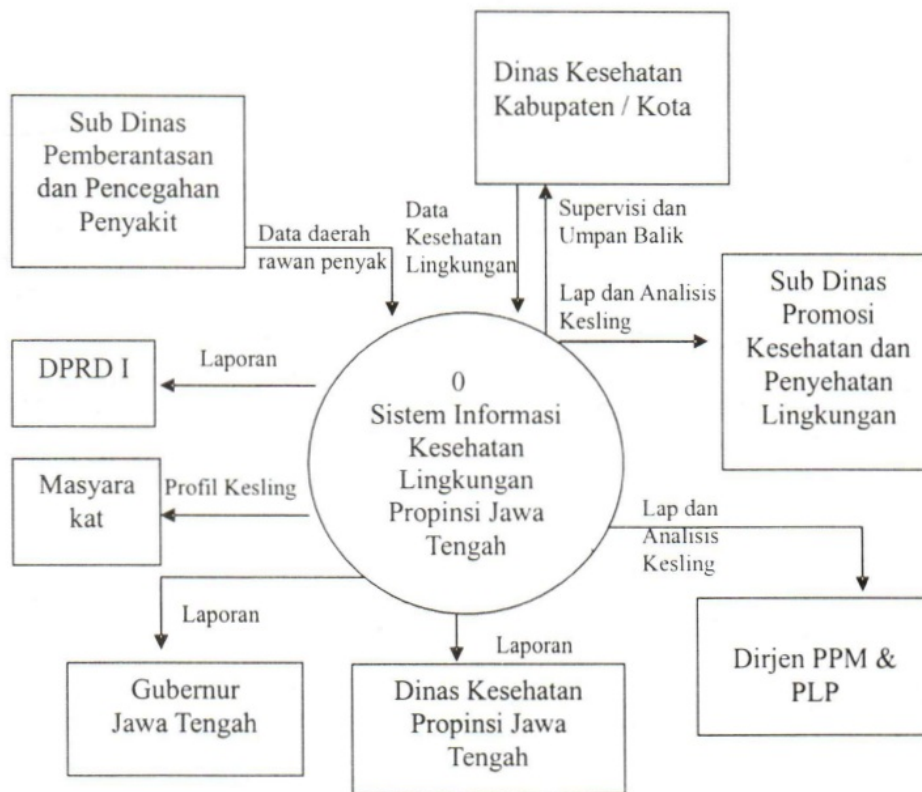 Dinas Kesehatan
Kabupaten / Kota
Sub Dinas
Pemberantasan
dan Pencegahan
Penyakit
Data daerah
rawan penyak
Data
Kesehatan
Lingkungan
Supervisi dan
Umpan Balik
Lap dan Analisis
Kesling
Sub Dinas
Promosi
Kesehatan dan
Penyehatan
Lingkungan
DPRD I
Laporan
0
Sistem Informasi
Kesehatan
Lingkungan
Propinsi Jawa
Tengah
Masyara
kat
Profil Kesling
Lap dan
Analisis
Kesling
Laporan
Laporan
Gubernur
Jawa Tengah
Dinas Kesehatan
Propinsi Jawa
Tengah
Dirjen PPM &
PLP